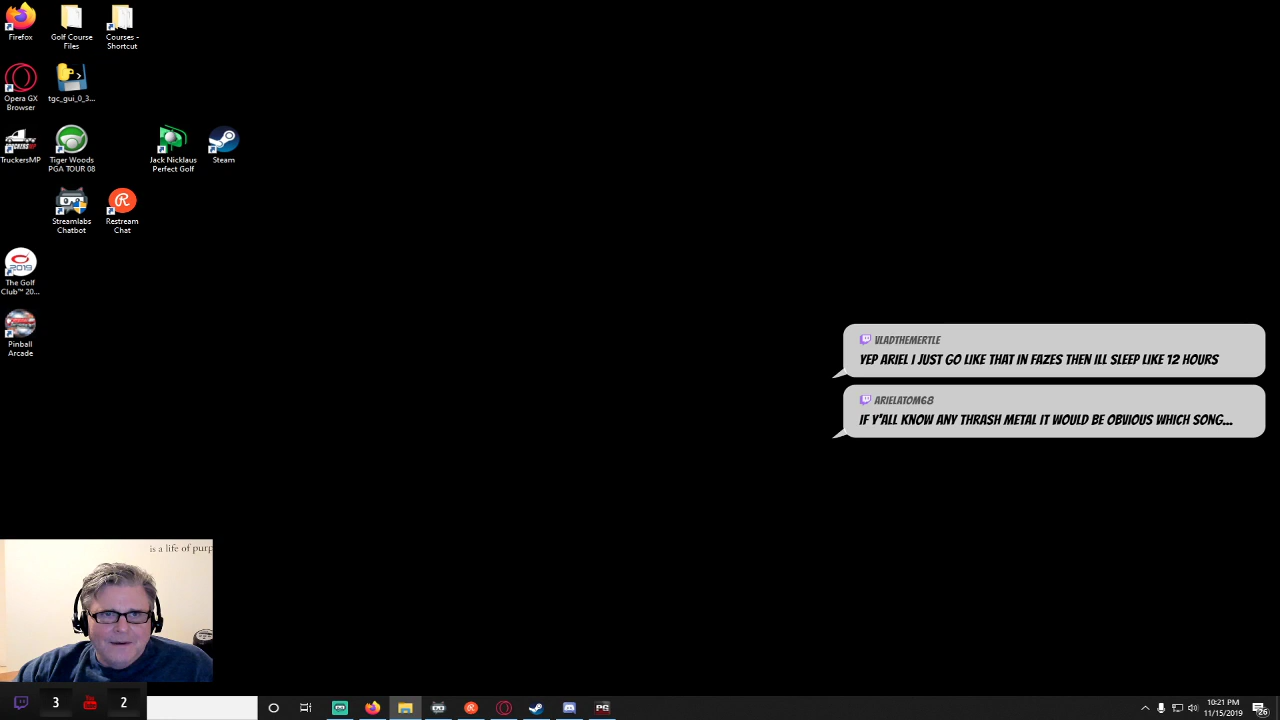 Firefox
Golf Course
Files
Courses -
Shortcut
Opera GX
Browser
tgc_gui_0_3...
TruckersMP
Tiger Woods
PGA TOUR 08
Jack Nicklaus
Perfect Golf
Steam
Streamlabs
Chatbot
Restream
Chat
2019
The Golf
Club™ 20...
Pinball
Arcade
VLADTHEMERTLE
YEP ARIEL I JUST GO LIKE THAT IN FAZES THEN ILL SLEEP LIKE 12 HOURS
ARIELATOM68
IF Y'ALL KNOW ANY THRASH METAL IT WOULD BE OBVIOUS WHICH SONG...
is a life of purp
3
2
10:21 PM
11/15/2019
26